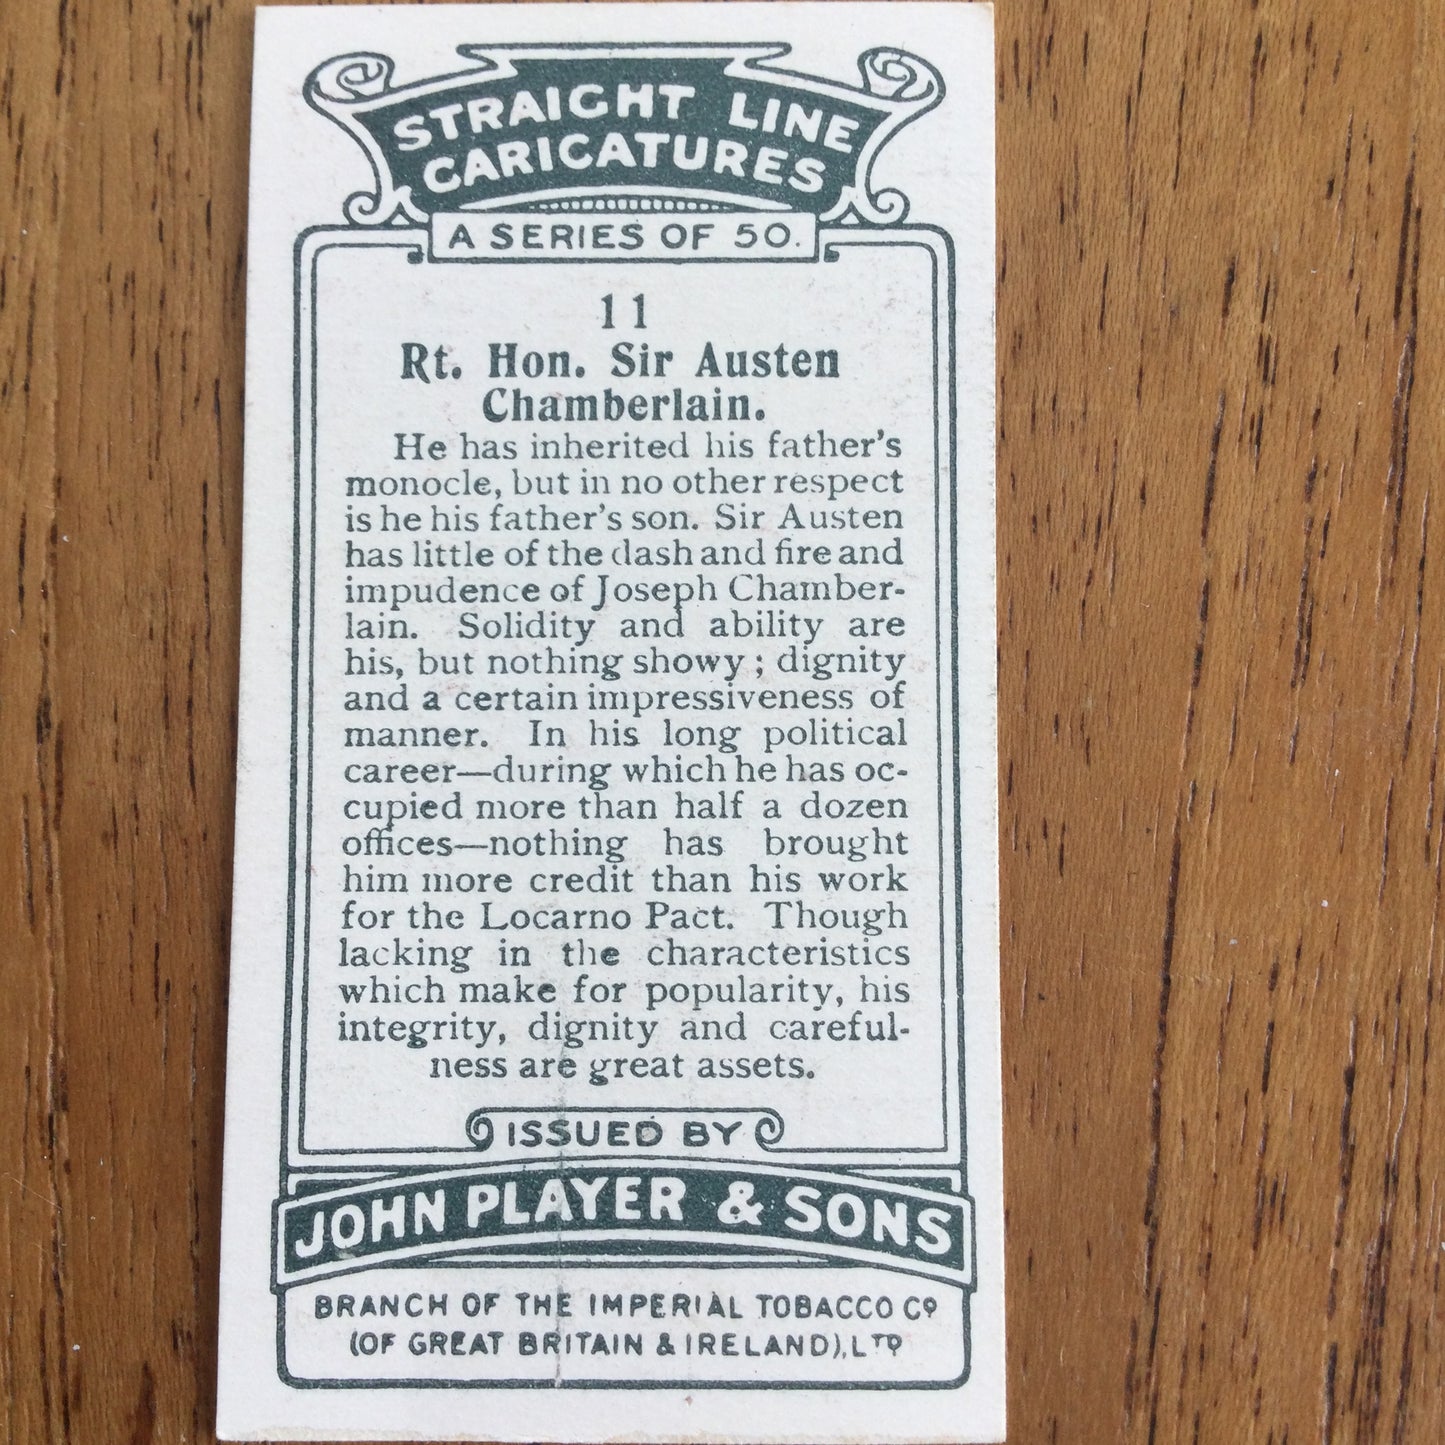 STRAIGHT LINE
CARICATURES
A SERIES OF 50.
11
Rt. Hon. Sir Austen
Chamberlain.
He has inherited his father's
monocle, but in no other respect
is he his father's son. Sir Austen
has little of the dash and fire and
impudence of Joseph Chamber-
lain. Solidity and ability are
his, but nothing showy; dignity
and a certain impressiveness of
manner. In his long political
career—during which he has oc-
cupied more than half a dozen
offices—nothing has brought
him more credit than his work
for the Locarno Pact. Though
lacking in the characteristics
which make for popularity, his
integrity, dignity and careful-
ness are great assets.
ISSUED BY
JOHN PLAYER & SONS
BRANCH OF THE IMPERIAL TOBACCO Cº
(OF GREAT BRITAIN & IRELAND), LTD